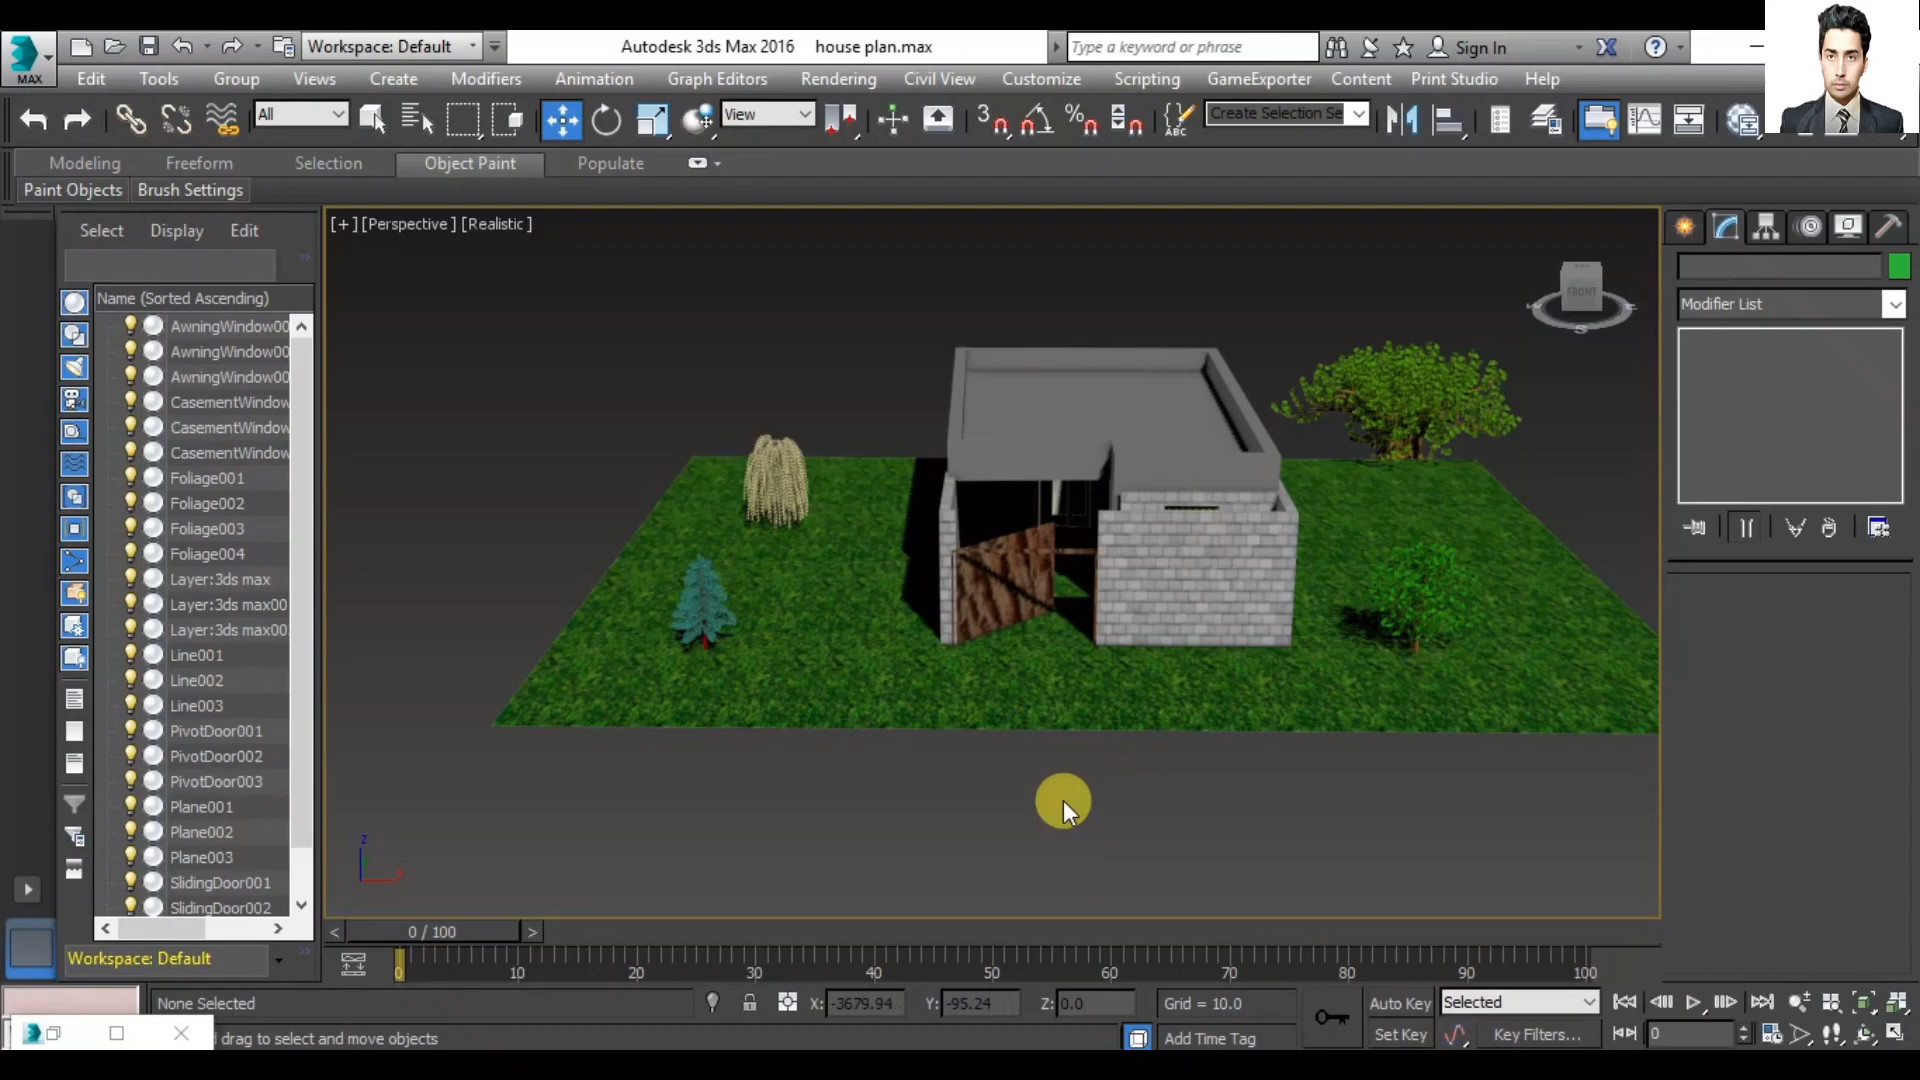 Workspace: Default
Autodesk 3ds Max 2016 house plan.max
Type a keyword or phrase
Sign In
MAX
Edit Tools Group Views Create Modifiers Animation Graph Editors Rendering Civil View Customize Scripting GameExporter Content Print Studio Help
All
View
3
%
ABC
Create Selection Se
Modeling Freeform Selection Object Paint Populate
Paint Objects Brush Settings
Select Display Edit
[+] [Perspective] [Realistic]
FRONT
S
Name (Sorted Ascending)
Modifier List
AwningWindow00
AwningWindow00
AwningWindow00
CasementWindow
CasementWindow
CasementWindow
Foliage001
Foliage002
Foliage003
Foliage004
Layer:3ds max
Layer:3ds max00
Layer:3ds max00
Line001
Line002
Line003
PivotDoor001
PivotDoor002
PivotDoor003
Plane001
Plane002
Plane003
SlidingDoor001
SlidingDoor002
z
0 / 100
Workspace: Default
0 10 20 30 40 50 60 70 80 90 100
None Selected
X: -3679.94 Y: -95.24 Z: 0.0 Grid = 10.0
Auto Key Selected
drag to select and move objects
Add Time Tag
Set Key Key Filters... 0